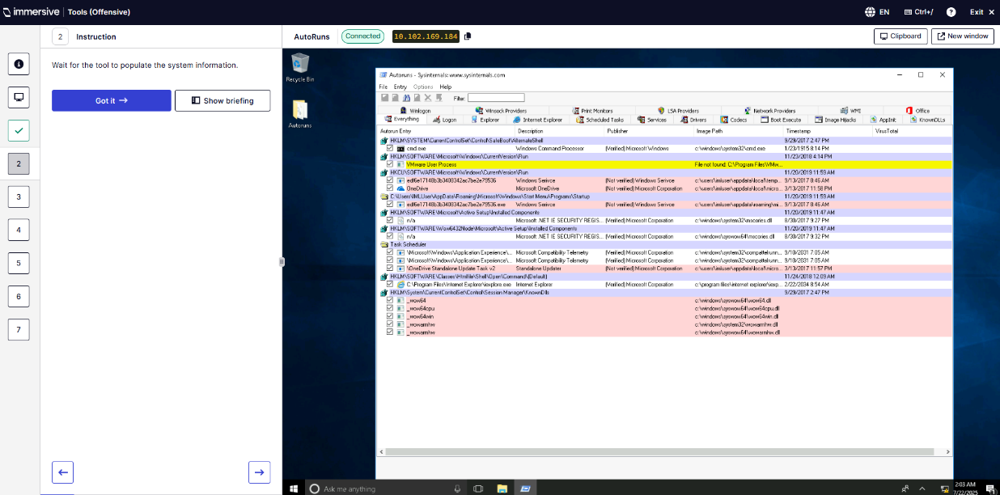 immersive | Tools (Offensive)
EN
Ctrl+/
Exit
2 Instruction
AutoRuns Connected 10.102.169.184
Clipboard
New window
Wait for the tool to populate the system information.
Got it →
Show briefing
2
3
4
5
6
7
Recycle Bin
Autoruns
Autoruns - Sysinternals: www.sysinternals.com
File Entry Options Help
Filter:
Winlogon Winsock Providers Print Monitors LSA Providers Network Providers WMI Office
Everything Logon Explorer Internet Explorer Scheduled Tasks Services Drivers Codecs Boot Execute Image Hijacks AppInit KnownDLLs
Autorun Entry Description Publisher Image Path Timestamp VirusTotal
HKLM\SYSTEM\CurrentControlSet\Control\SafeBoot\AlternateShell 9/29/2017 2:47 PM
cmd.exe Windows Command Processor (Verified) Microsoft Windows c:\windows\system32\cmd.exe 1/23/1915 8:14 PM
HKLM\SOFTWARE\Microsoft\Windows\CurrentVersion\Run 11/23/2018 4:14 PM
VMware User Process File not found: C:\Program Files\VMw...
HKCU\SOFTWARE\Microsoft\Windows\CurrentVersion\Run 11/20/2019 11:59 AM
edf6e17148b3b3408342ac7be2e79536 Windows Serivce (Not verified) Windows Serivce c:\users\imluser\appdata\local\temp... 9/13/2017 8:46 AM
OneDrive Microsoft OneDrive (Not verified) Microsoft Corporation c:\users\imluser\appdata\local\micro... 3/13/2017 11:58 PM
C:\Users\IMLUser\AppData\Roaming\Microsoft\Windows\Start Menu\Programs\Startup 11/20/2019 11:59 AM
edf6e17148b3b3408342ac7be2e79536.exe Windows Serivce (Not verified) Windows Serivce c:\users\imluser\appdata\roaming\mi... 9/13/2017 8:46 AM
HKLM\SOFTWARE\Microsoft\Active Setup\Installed Components 11/20/2019 11:47 AM
n/a Microsoft .NET IE SECURITY REGIS... (Verified) Microsoft Corporation c:\windows\system32\mscories.dll 8/30/2017 9:27 PM
HKLM\SOFTWARE\Wow6432Node\Microsoft\Active Setup\Installed Components 11/20/2019 11:47 AM
n/a Microsoft .NET IE SECURITY REGIS... (Verified) Microsoft Corporation c:\windows\syswow64\mscories.dll 8/30/2017 9:32 PM
Task Scheduler
\Microsoft\Windows\Application Experience\... Microsoft Compatibility Telemetry (Verified) Microsoft Corporation c:\windows\system32\compattelrunn... 9/10/2031 7:05 AM
\Microsoft\Windows\Application Experience\... Microsoft Compatibility Telemetry (Verified) Microsoft Corporation c:\windows\system32\compattelrunn... 9/10/2031 7:05 AM
\OneDrive Standalone Update Task v2 Standalone Updater (Not verified) Microsoft Corporation c:\users\imluser\appdata\local\micro... 3/13/2017 11:57 PM
HKLM\SOFTWARE\Classes\Htmlfile\Shell\Open\Command\(Default) 11/24/2018 12:09 AM
C:\Program Files\Internet Explorer\iexplore.exe Internet Explorer (Verified) Microsoft Corporation c:\program files\internet explorer\iexp... 2/22/2034 8:54 AM
HKLM\System\CurrentControlSet\Control\Session Manager\KnownDlls 9/29/2017 2:47 PM
_wow64 c:\windows\syswow64\wow64.dll
_wow64cpu c:\windows\syswow64\wow64cpu.dll
_wow64win c:\windows\syswow64\wow64win.dll
_wowarmhw c:\windows\system32\wowarmhw.dll
_wowarmhw c:\windows\syswow64\wowarmhw.dll
Ask me anything
2:03 AM
7/22/2025